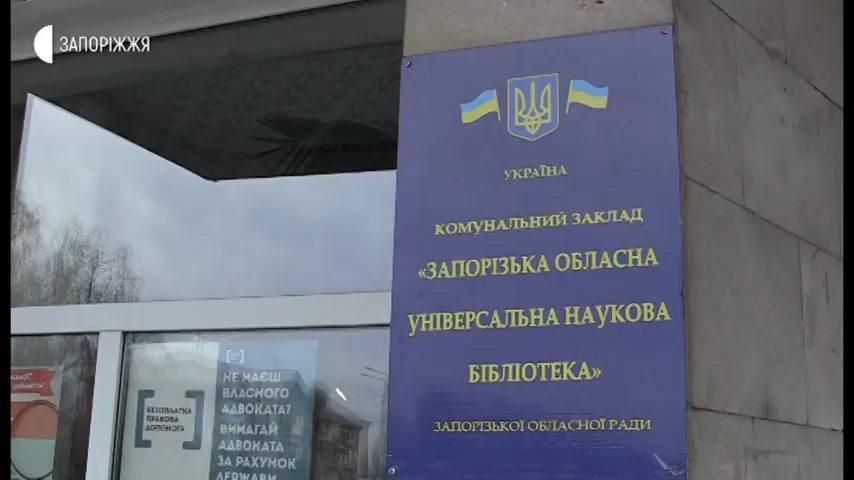 ЗАПОРІЖЖЯ
УКРАЇНА
КОМУНАЛЬНИЙ ЗАКЛАД
«ЗАПОРІЗЬКА ОБЛАСНА
УНІВЕРСАЛЬНА НАУКОВА
БІБЛІОТЕКА»
ЗАПОРІЗЬКОЇ ОБЛАСНОЇ РАДИ
БЕЗОПЛАТНА
ПРАВОВА
ДОПОМОГА
НЕ МАЄШ
ВЛАСНОГО
АДВОКАТА?
ВИМАГАЙ
АДВОКАТА
ЗА РАХУНОК
ДЕРЖАВИ